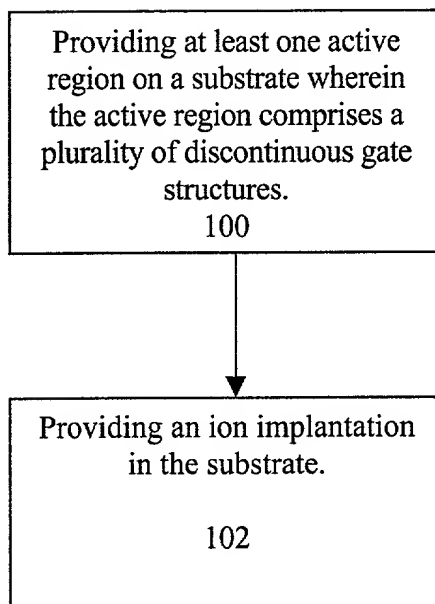 Providing at least one active
region on a substrate wherein
the active region comprises a
plurality of discontinuous gate
structures.
100
Providing an ion implantation
in the substrate.
102